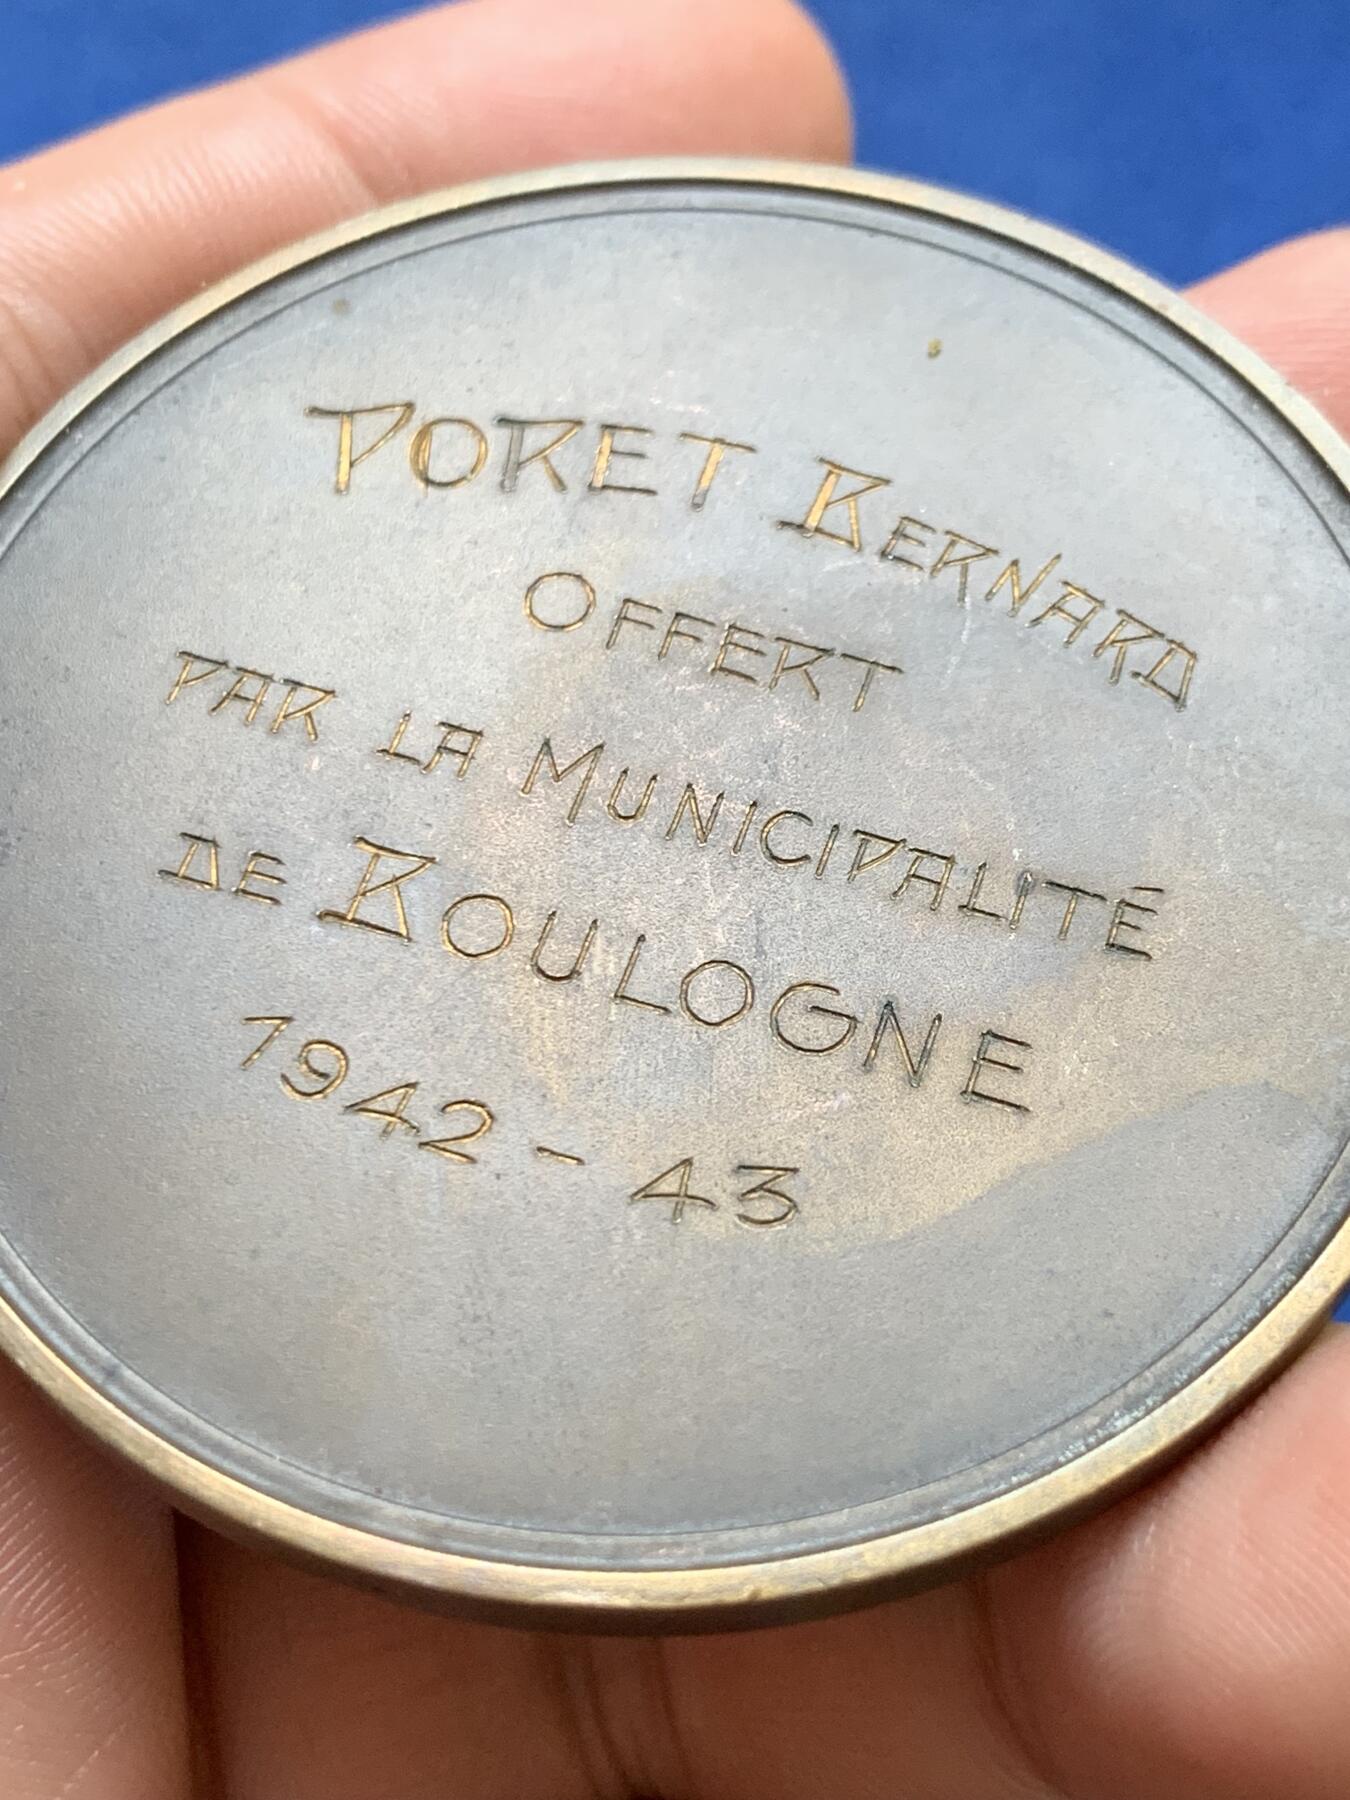 PORET BERNARD
OFFERT
PAR LA MUNICIPALITÉ
DE BOULOGNE
1942 - 43